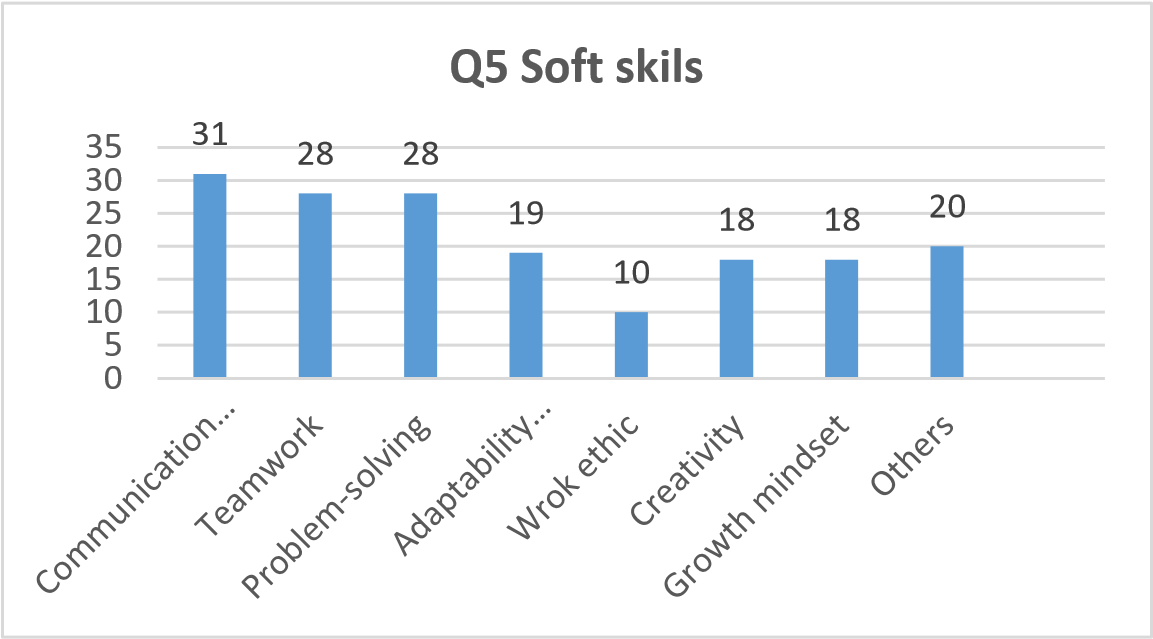 Q5 Soft skils
35
30
25
20
15
10
5
0
31
28
28
19
10
18
18
20
Communication...
Teamwork
Problem-solving
Adaptability...
Wrok ethic
Creativity
Growth mindset
Others